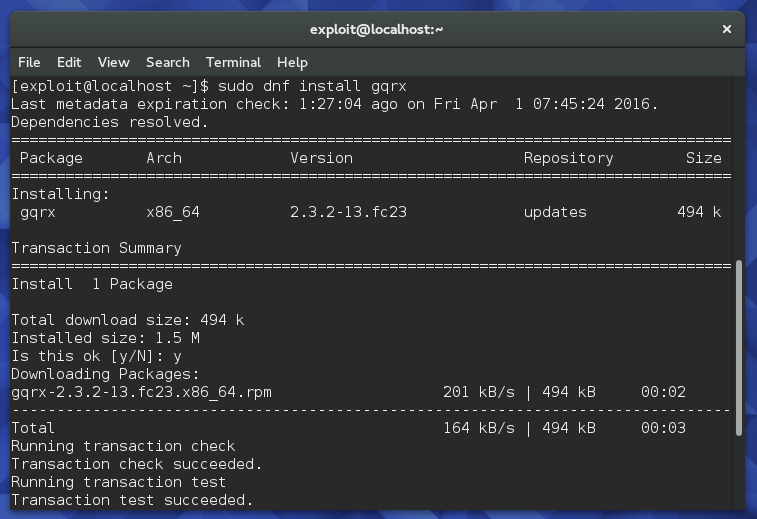 exploit@localhost:~
File Edit View Search Terminal Help
[exploit@localhost ~]$ sudo dnf install gqrx
Last metadata expiration check: 1:27:04 ago on Fri Apr  1 07:45:24 2016.
Dependencies resolved.
================================================================================
 Package       Arch          Version                   Repository        Size
================================================================================
Installing:
 gqrx          x86_64        2.3.2-13.fc23             updates          494 k

Transaction Summary
================================================================================
Install  1 Package

Total download size: 494 k
Installed size: 1.5 M
Is this ok [y/N]: y
Downloading Packages:
gqrx-2.3.2-13.fc23.x86_64.rpm                   201 kB/s | 494 kB     00:02
--------------------------------------------------------------------------------
Total                                           164 kB/s | 494 kB     00:03
Running transaction check
Transaction check succeeded.
Running transaction test
Transaction test succeeded.